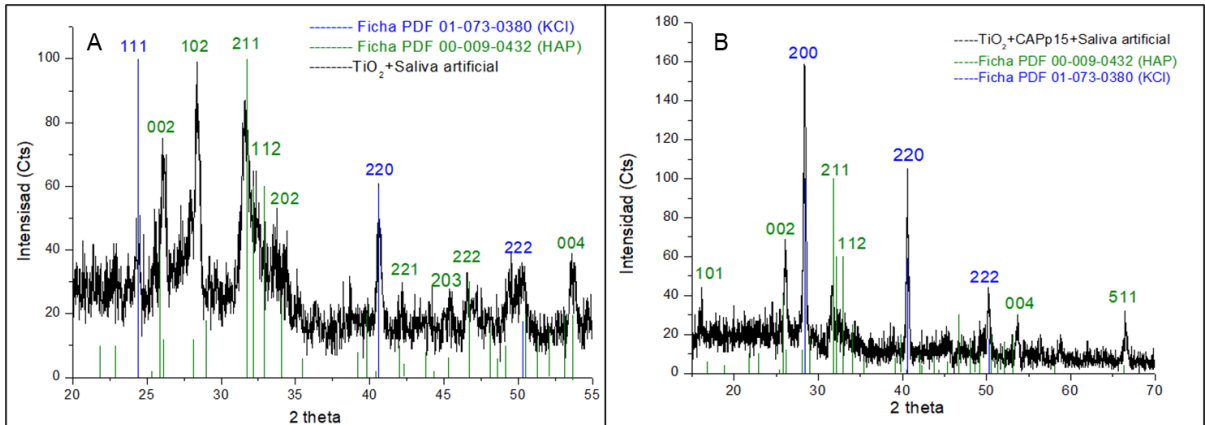 A
-------- Ficha PDF 01-073-0380 (KCl)
-------- Ficha PDF 00-009-0432 (HAP)
--------TiO2+Saliva artificial
111
002
102
211
112
202
220
221
203
222
222
004
100
80
60
40
20
0
Intensisad (Cts)
20 25 30 35 40 45 50 55
2 theta
B
-----TiO2+CAPp15+Saliva artificial
-----Ficha PDF 00-009-0432 (HAP)
-----Ficha PDF 01-073-0380 (KCl)
200
101
002
211
112
220
222
004
511
180
160
140
120
100
80
60
40
20
0
Intensidad (Cts)
20 30 40 50 60 70
2 theta